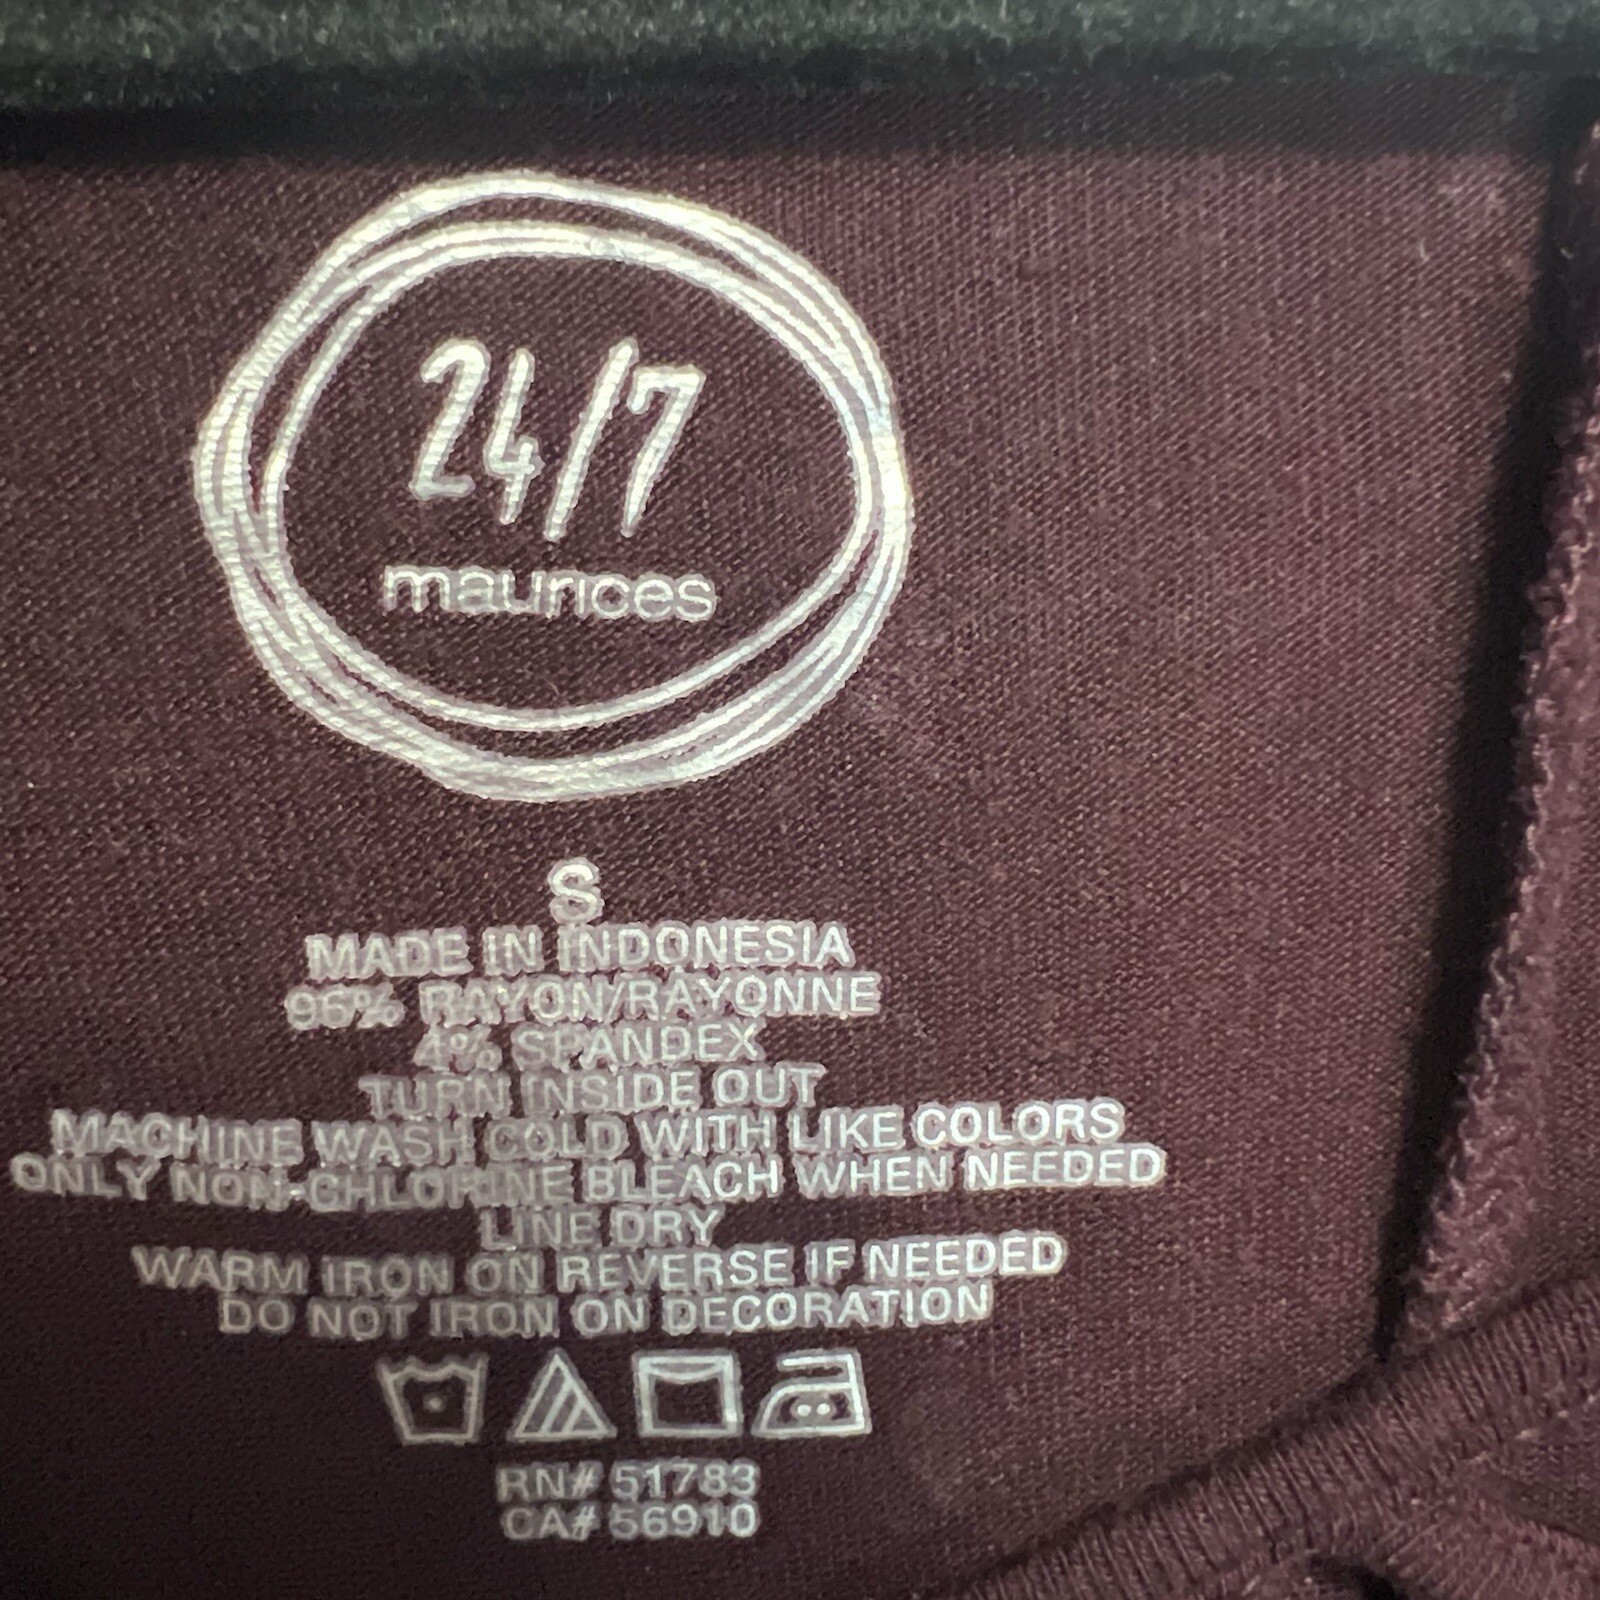 24/7
maurices
S
MADE IN INDONESIA
96% RAYON/RAYONNE
4% SPANDEX
TURN INSIDE OUT
MACHINE WASH COLD WITH LIKE COLORS
ONLY NON-CHLORINE BLEACH WHEN NEEDED
LINE DRY
WARM IRON ON REVERSE IF NEEDED
DO NOT IRON ON DECORATION
RN# 51783
CA# 56910